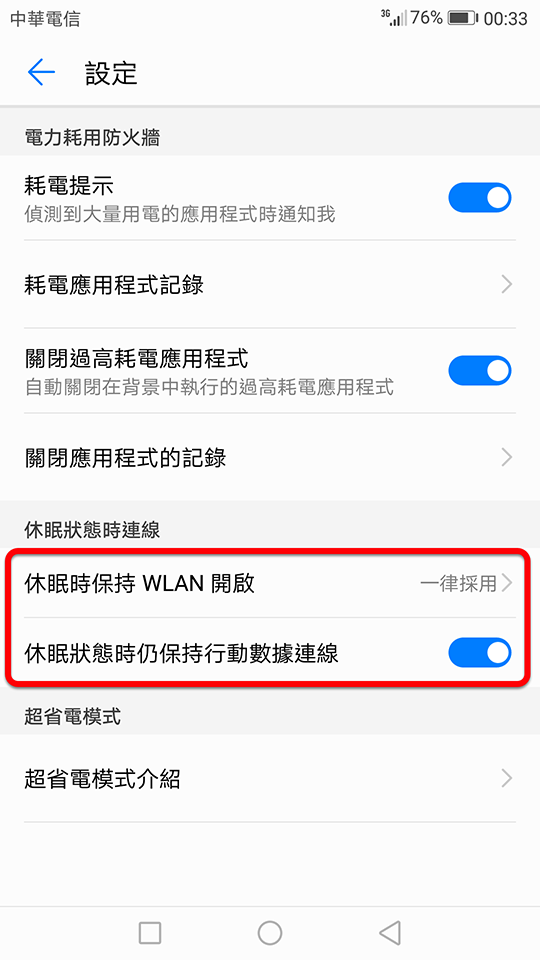 中華電信 3G 76% 00:33
設定
電力耗用防火牆
耗電提示
偵測到大量用電的應用程式時通知我
耗電應用程式記錄
關閉過高耗電應用程式
自動關閉在背景中執行的過高耗電應用程式
關閉應用程式的記錄
休眠狀態時連線
休眠時保持 WLAN 開啟 一律採用
休眠狀態時仍保持行動數據連線
超省電模式
超省電模式介紹